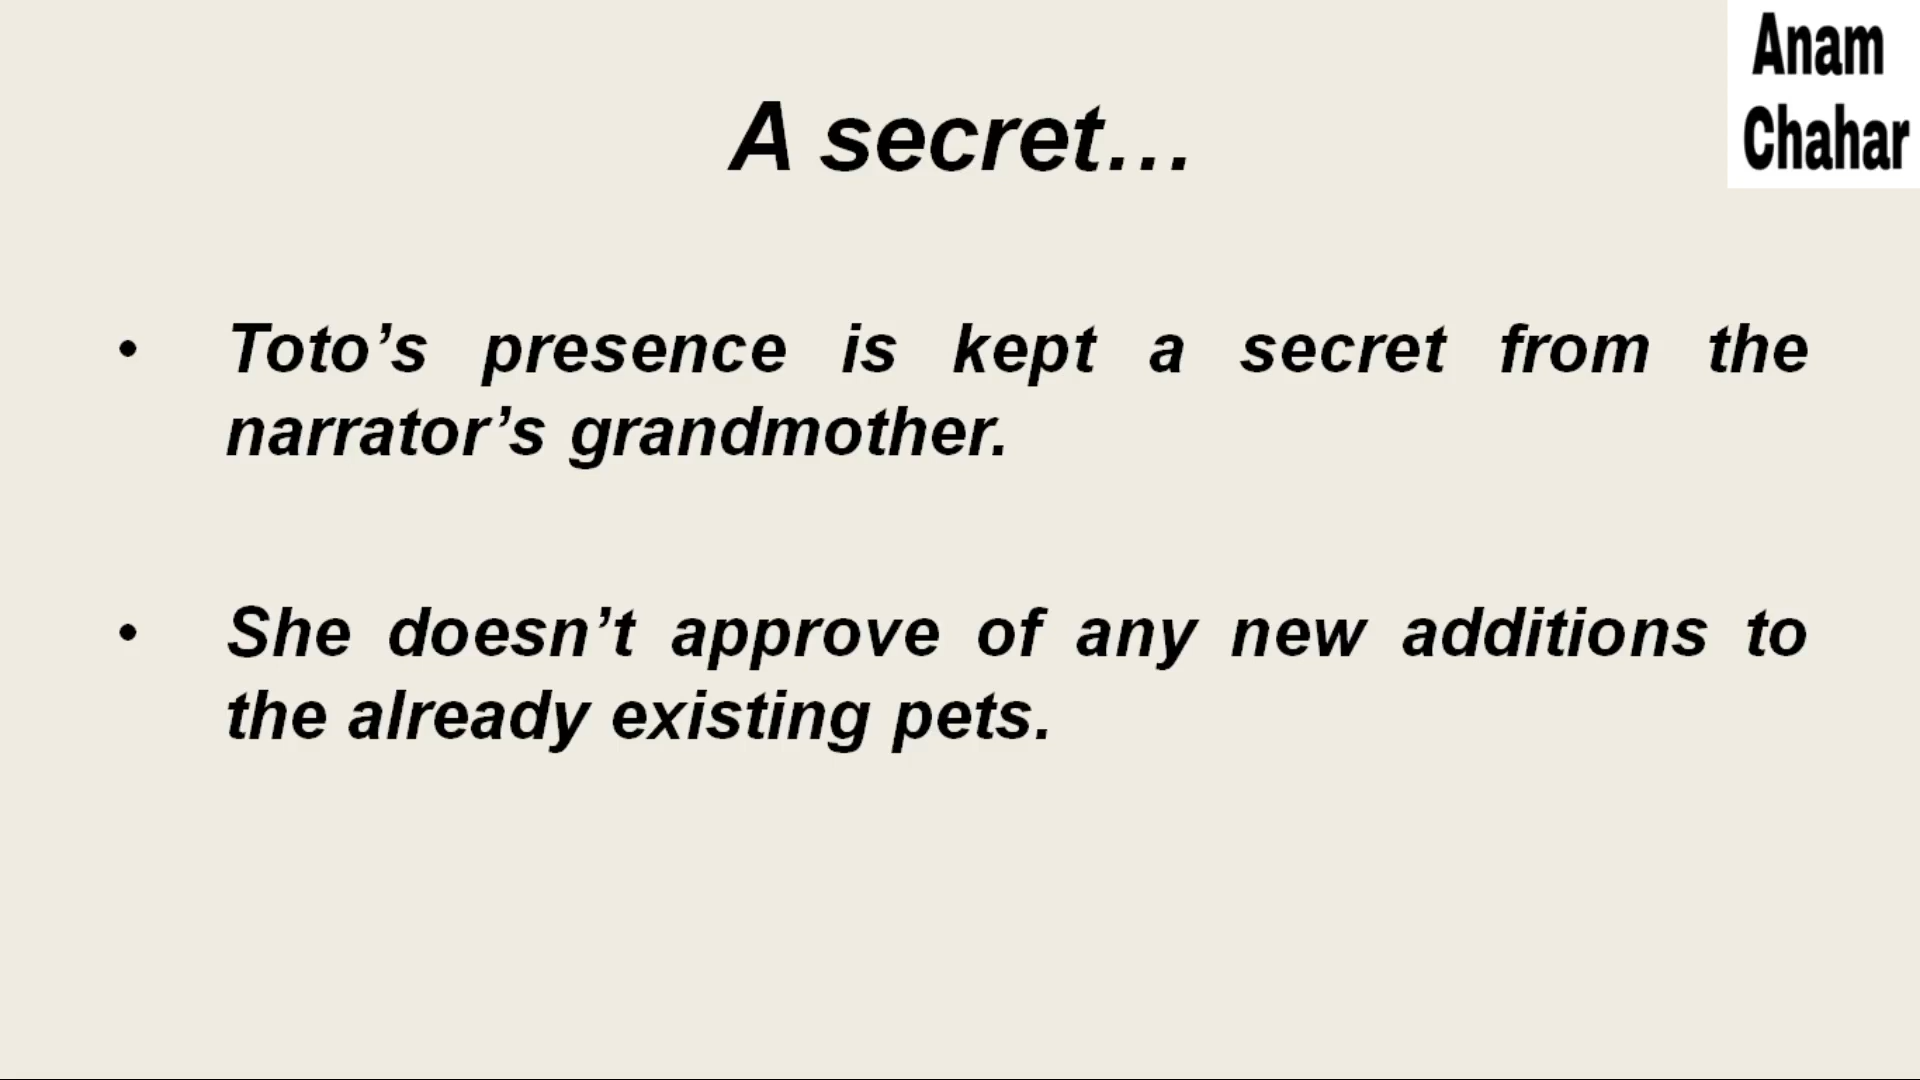 Anam
Chahar
A secret…
• Toto’s presence is kept a secret from the
narrator’s grandmother.
• She doesn’t approve of any new additions to
the already existing pets.